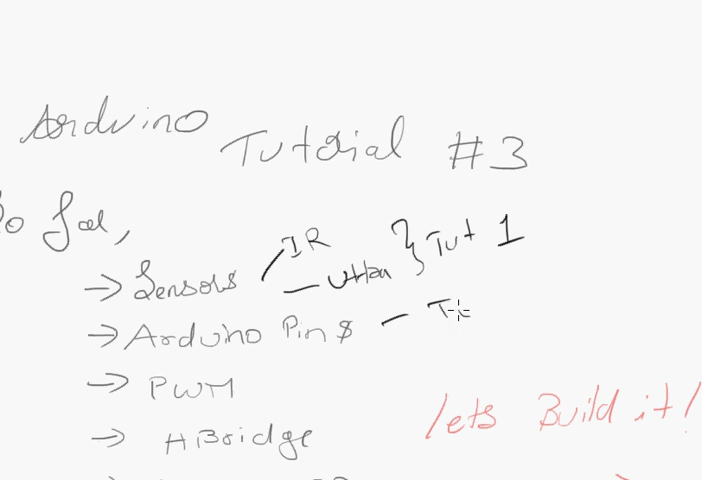 Arduino Tutorial #3
So far,
→ Sensors IR
Ultra } Tut 1
→ Arduino Pins - T
→ PWM
→ HBridge
lets Build it!